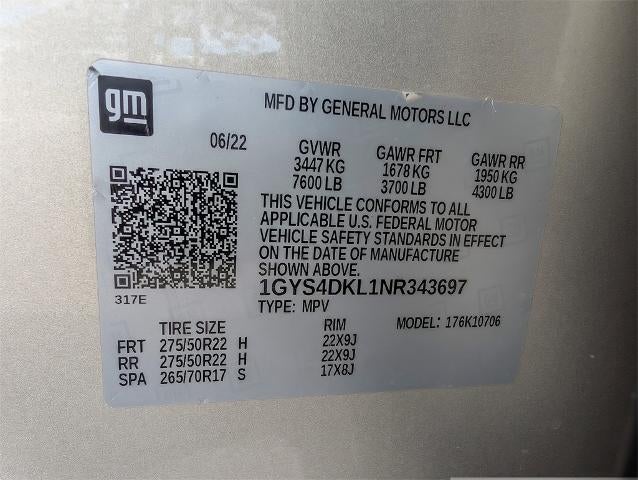 gm
MFD BY GENERAL MOTORS LLC
06/22 GVWR GAWR FRT GAWR RR
3447 KG 1678 KG 1950 KG
7600 LB 3700 LB 4300 LB
THIS VEHICLE CONFORMS TO ALL
APPLICABLE U.S. FEDERAL MOTOR
VEHICLE SAFETY STANDARDS IN EFFECT
ON THE DATE OF MANUFACTURE
1GYS4DKL1NR343697
317E
TYPE: MPV
TIRE SIZE RIM MODEL: 176K10706
FRT 275/50R22 H 22X9J
RR 275/50R22 H 22X9J
SPA 265/70R17 S 17X8J